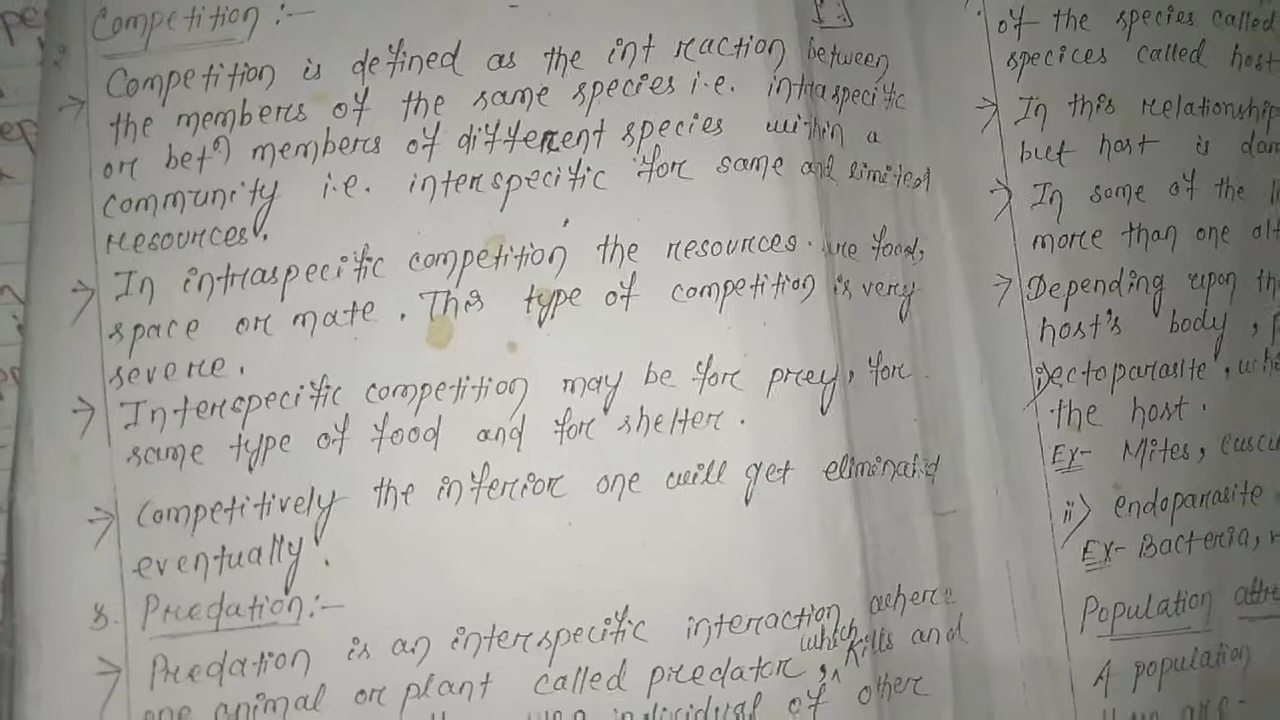 Competition :-
→ Competition is defined as the int raction between
the members of the same species i.e. intraspecific
or betn members of different species within a
community i.e. interspecific for same and limited
resources.
→ In intraspecific competition the resources are food,
space or mate. This type of competition is very
severe.
→ Interspecific competition may be for prey, for
same type of food and for shelter.
→ Competitively the inferior one will get eliminated
eventually.
3. Predation:-
→ Predation is an interspecific interaction where
one animal or plant called predator, which kills and
individual of other
of the species called
specices called host
→ In this relationship
but host is
→ In some of the
more than one
→ Depending upon
host's body,
i) ectoparasite,
the host.
Ex- Mites,
ii) endoparasite
Ex- Bacteria,
Population
A population